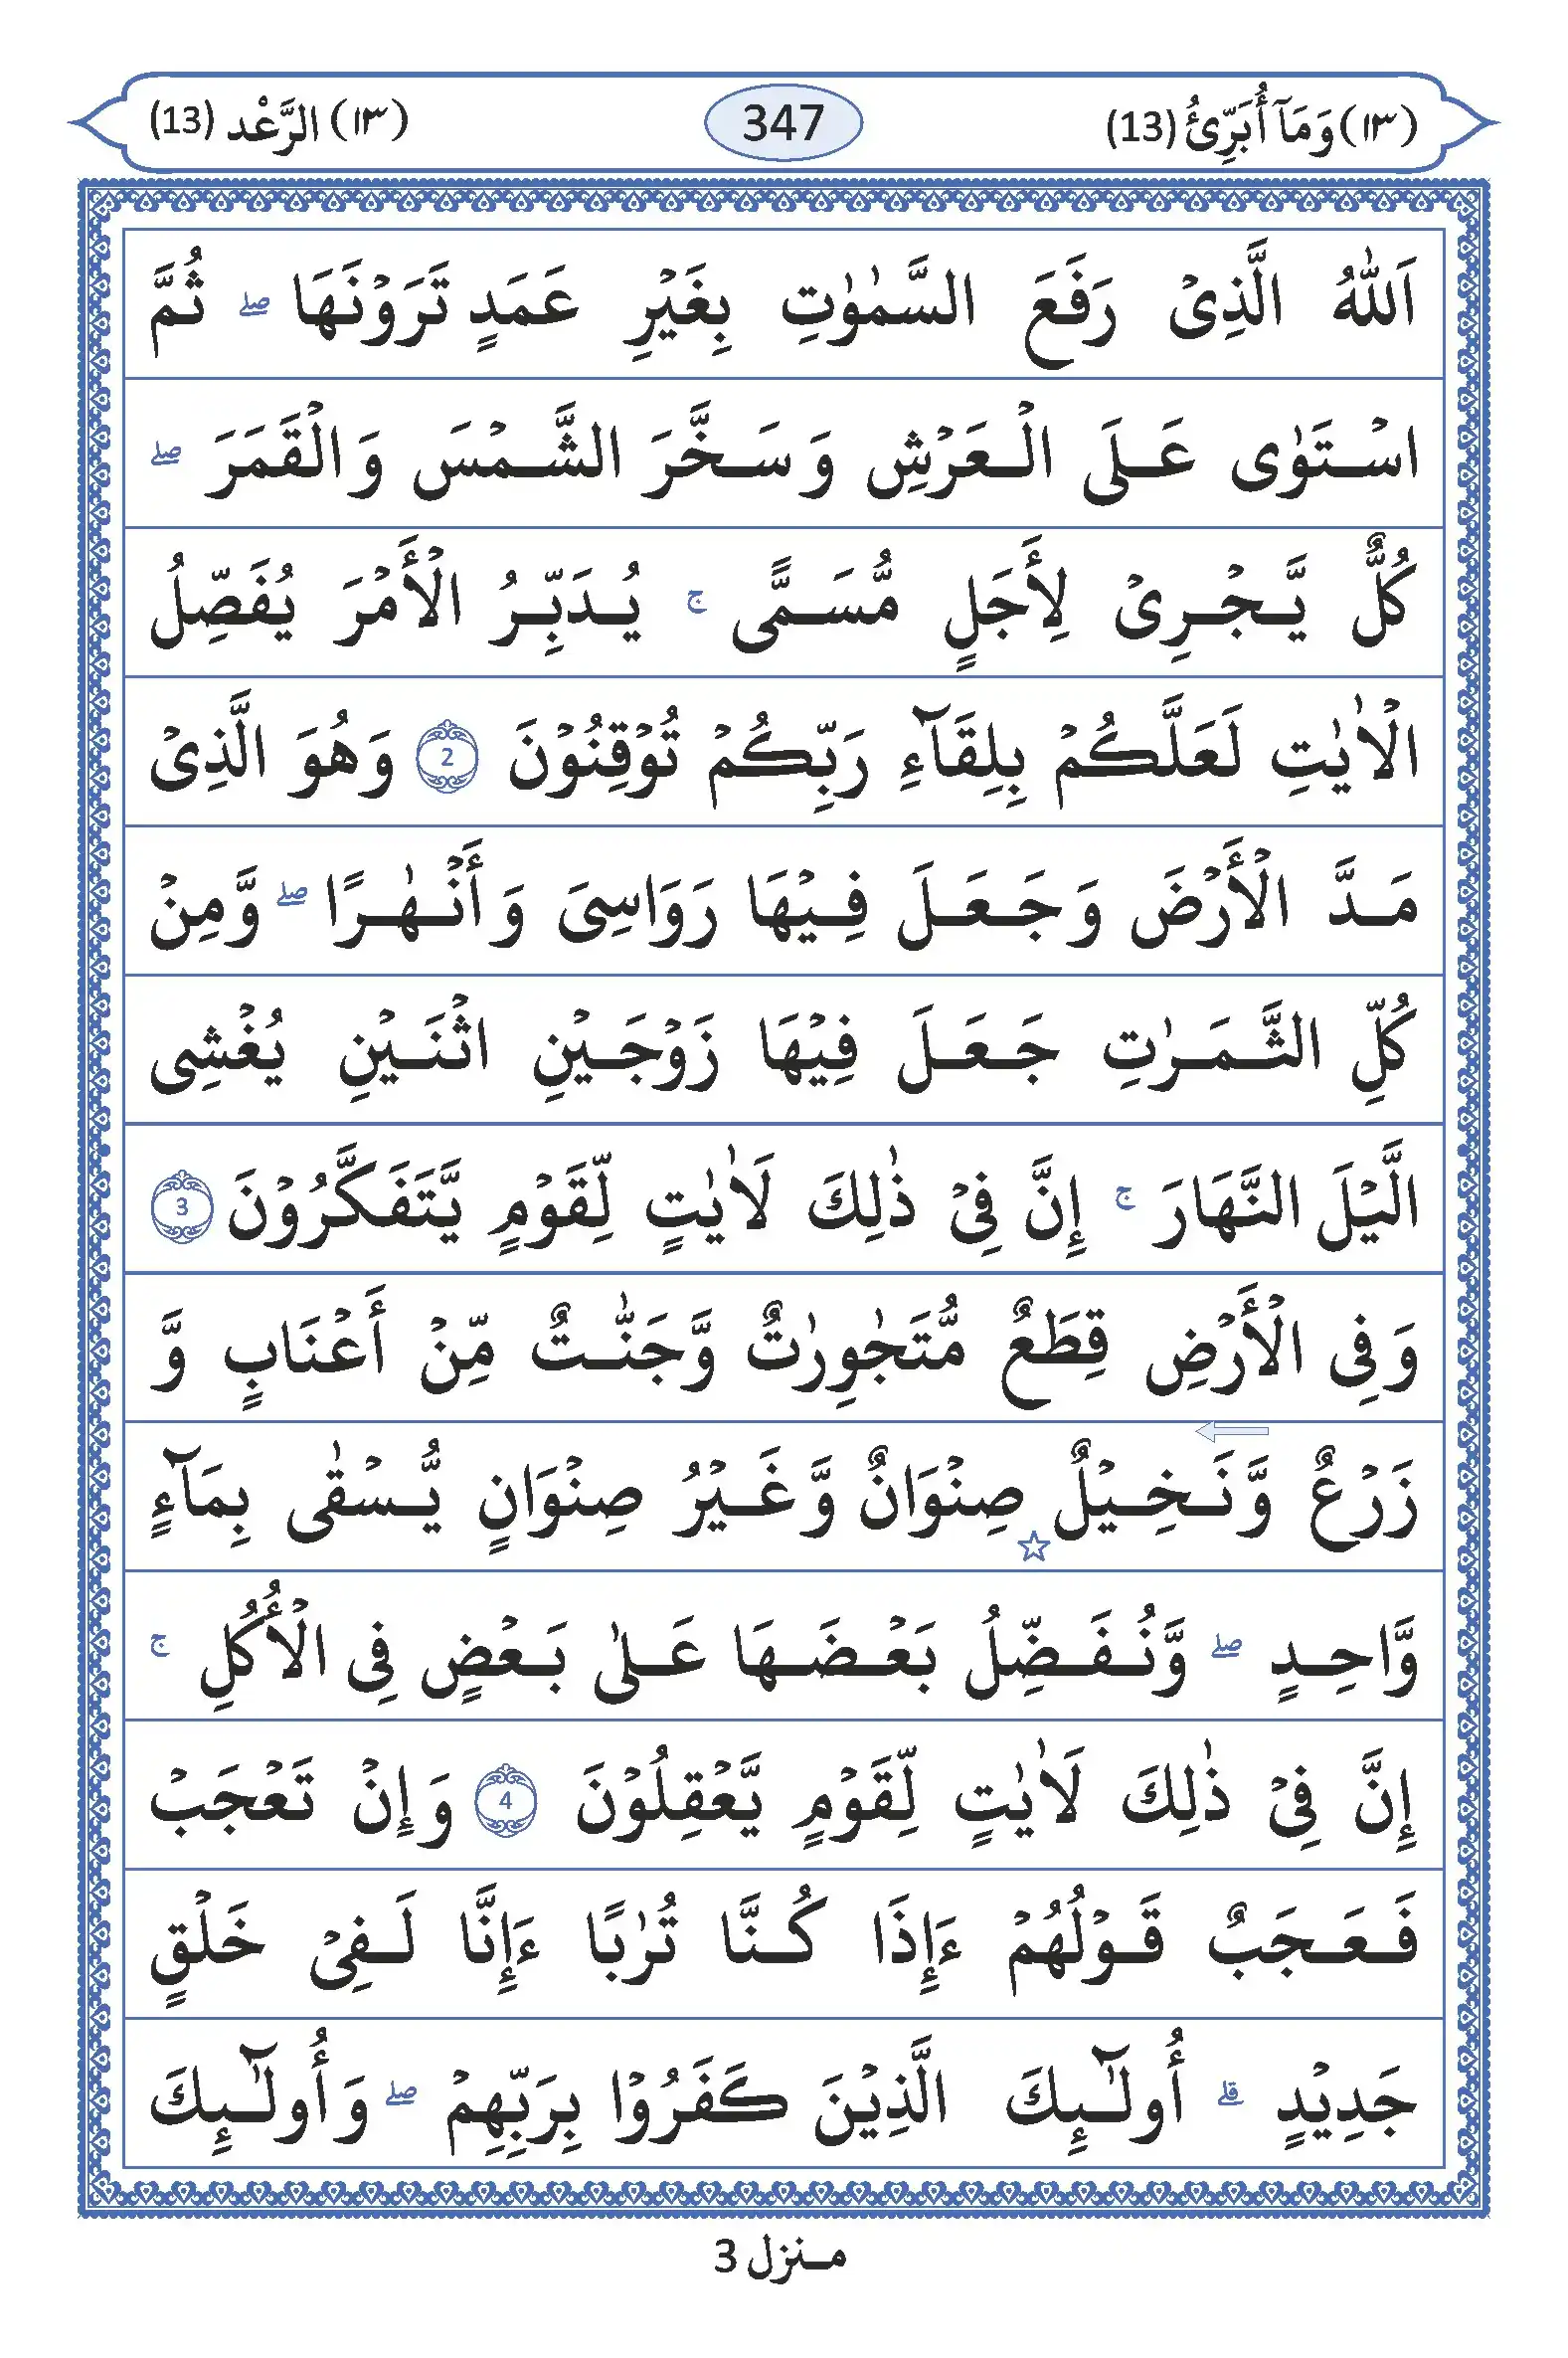 (١٣) وَمَآ أُبَرِّئُ (13) 347 (١٣) الرَّعْد (13)
اَللّٰهُ الَّذِىْ رَفَعَ السَّمٰوٰتِ بِغَيْرِ عَمَدٍ تَرَوْنَهَا ۖ ثُمَّ
اسْتَوٰى عَلَى الْعَرْشِ وَسَخَّرَ الشَّمْسَ وَالْقَمَرَ ۖ
كُلٌّ يَّجْرِىْ لِأَجَلٍ مُّسَمًّى ۚ يُدَبِّرُ الْأَمْرَ يُفَصِّلُ
الْاٰيٰتِ لَعَلَّكُمْ بِلِقَآءِ رَبِّكُمْ تُوْقِنُوْنَ 2 وَهُوَ الَّذِىْ
مَدَّ الْأَرْضَ وَجَعَلَ فِيْهَا رَوَاسِىَ وَأَنْهٰرًا ۖ وَّمِنْ
كُلِّ الثَّمَرٰتِ جَعَلَ فِيْهَا زَوْجَيْنِ اثْنَيْنِ يُغْشِى
الَّيْلَ النَّهَارَ ۚ إِنَّ فِىْ ذٰلِكَ لَاٰيٰتٍ لِّقَوْمٍ يَّتَفَكَّرُوْنَ 3
وَفِى الْأَرْضِ قِطَعٌ مُّتَجٰوِرٰتٌ وَّجَنّٰتٌ مِّنْ أَعْنَابٍ وَّ
زَرْعٌ وَّنَخِيْلٌ ☆ صِنْوَانٌ وَّغَيْرُ صِنْوَانٍ يُّسْقٰى بِمَآءٍ
وَّاحِدٍ ۖ وَّنُفَضِّلُ بَعْضَهَا عَلٰى بَعْضٍ فِى الْأُكُلِ ۚ
إِنَّ فِىْ ذٰلِكَ لَاٰيٰتٍ لِّقَوْمٍ يَّعْقِلُوْنَ 4 وَإِنْ تَعْجَبْ
فَعَجَبٌ قَوْلُهُمْ ءَإِذَا كُنَّا تُرٰبًا ءَإِنَّا لَفِىْ خَلْقٍ
جَدِيْدٍ ۗ أُولٰٓئِكَ الَّذِيْنَ كَفَرُوْا بِرَبِّهِمْ ۖ وَأُولٰٓئِكَ
منزل 3